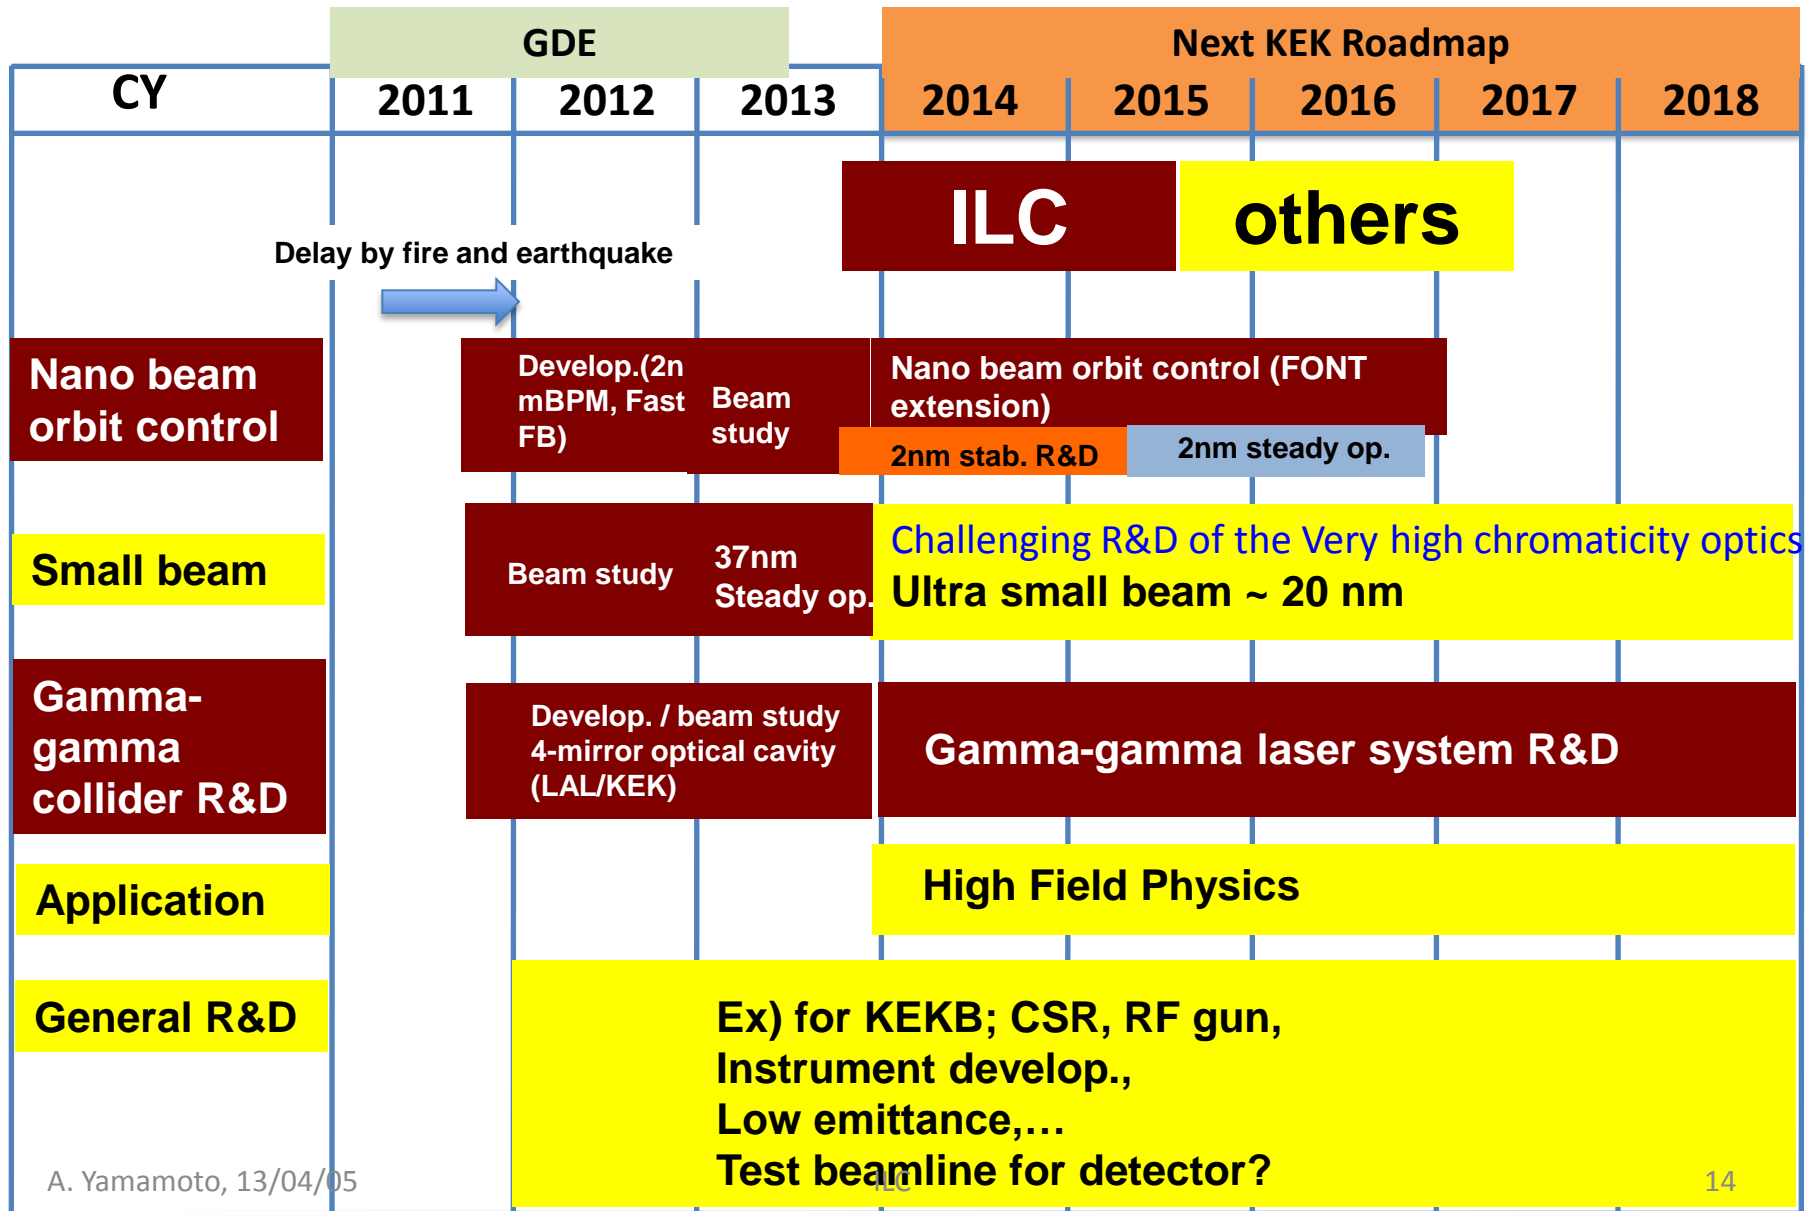 GDE
Next KEK Roadmap
CY 2011 2012 2013 2014 2015 2016 2017 2018
ILC
others
Delay by fire and earthquake
Nano beam
orbit control
Develop.(2n
mBPM, Fast
FB)
Beam
study
Nano beam orbit control (FONT
extension)
2nm stab. R&D
2nm steady op.
Small beam
Beam study
37nm
Steady op.
Challenging R&D of the Very high chromaticity optics
Ultra small beam ~ 20 nm
Gamma-
gamma
collider R&D
Develop. / beam study
4-mirror optical cavity
(LAL/KEK)
Gamma-gamma laser system R&D
Application
High Field Physics
General R&D
Ex) for KEKB; CSR, RF gun,
Instrument develop.,
Low emittance,…
Test beamline for detector?
A. Yamamoto, 13/04/05
ILC
14